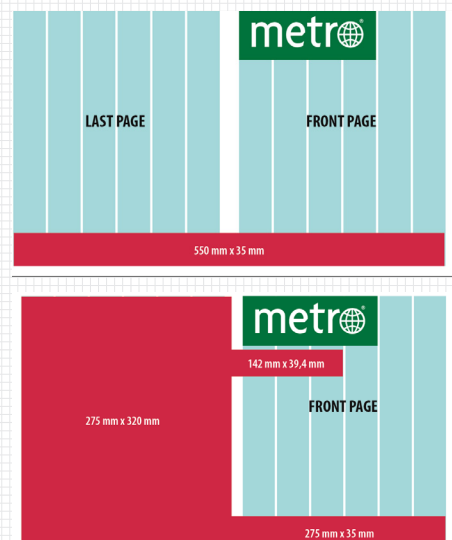 metro
LAST PAGE
FRONT PAGE
550 mm x 35 mm
metro
142 mm x 39,4 mm
FRONT PAGE
275 mm x 320 mm
275 mm x 35 mm